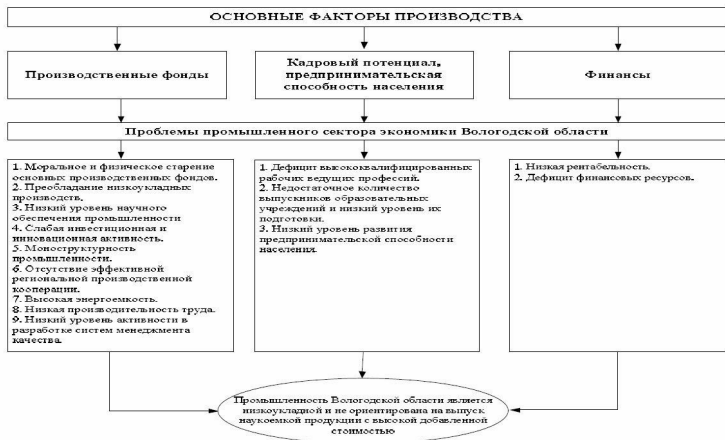 ОСНОВНЫЕ ФАКТОРЫ ПРОИЗВОДСТВА
Производственные фонды
Кадровый потенциал,
предпринимательская
способность населения
Финансы
Проблемы промышленного сектора экономики Вологодской области
1. Моральное и физическое старение
основных производственных фондов.
2. Преобладание низкоукладных
производств.
3. Низкий уровень научного
обеспечения промышленности
4. Слабая инвестиционная и
инновационная активность.
5. Моноструктурность
промышленности.
6. Отсутствие эффективной
региональной производственной
кооперации.
7. Высокая энергоемкость.
8. Низкая производительность труда.
9. Низкий уровень активности в
разработке систем менеджмента
качества.
1. Дефицит высококвалифицированных
рабочих ведущих профессий.
2. Недостаточное количество
выпускников образовательных
учреждений и низкий уровень их
подготовки.
3. Низкий уровень развития
предпринимательской способности
населения.
1. Низкая рентабельность.
2. Дефицит финансовых ресурсов.
Промышленность Вологодской области является
низкоукладной и не ориентирована на выпуск
наукоемкой продукции с высокой добавленной
стоимостью